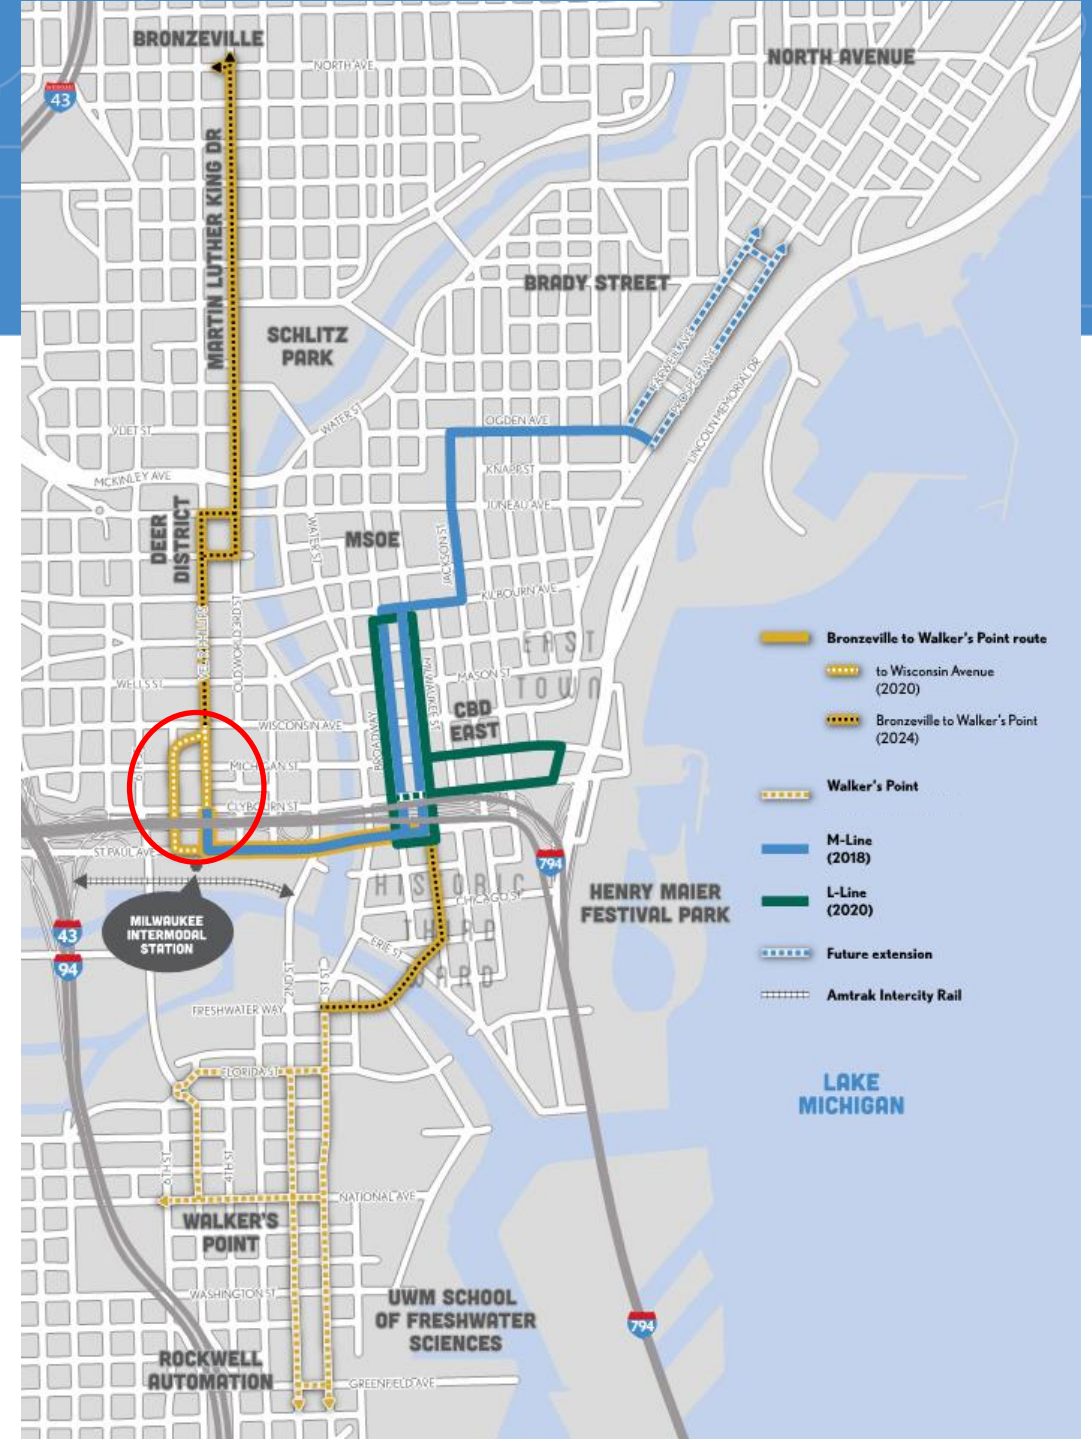 BRONZEVILLE
NORTH AVENUE
NORTH AVE
43
MARTIN LUTHER KING DR
BRADY STREET
SCHLITZ
PARK
FARWELL AVE
PROSPECT AVE
LINCOLN MEMORIAL DR
WATER ST
OGDEN AVE
VLIET ST
KNAPP ST
MCKINLEY AVE
JUNEAU AVE
DEER
DISTRICT
WATER ST
MSOE
JACKSON ST
KILBOURN AVE
VEL R. PHILLIPS
OLD WORLD 3RD ST
EAST
TOWN
MILWAUKEE ST
MASON ST
WELLS ST
CBD
EAST
BROADWAY
WISCONSIN AVE
MICHIGAN ST
CLYBOURN ST
ST PAUL AVE
794
HISTORIC
THIRD
WARD
CHICAGO ST
HENRY MAIER
FESTIVAL PARK
MILWAUKEE
INTERMODAL
STATION
43
94
ERIE ST
2ND ST
1ST ST
FRESHWATER WAY
FLORIDA ST
6TH ST
4TH ST
NATIONAL AVE
WALKER'S
POINT
WASHINGTON ST
UWM SCHOOL
OF FRESHWATER
SCIENCES
794
ROCKWELL
AUTOMATION
GREENFIELD AVE
Bronzeville to Walker's Point route
to Wisconsin Avenue
(2020)
Bronzeville to Walker's Point
(2024)
Walker's Point
M-Line
(2018)
L-Line
(2020)
Future extension
Amtrak Intercity Rail
LAKE
MICHIGAN